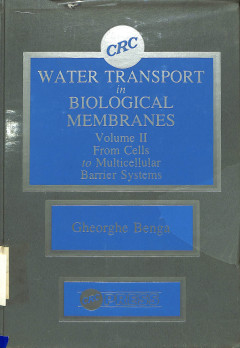 CRC
WATER TRANSPORT
in
BIOLOGICAL
MEMBRANES
Volume II
From Cells
to Multicellular
Barrier Systems
Gheorghe Benga